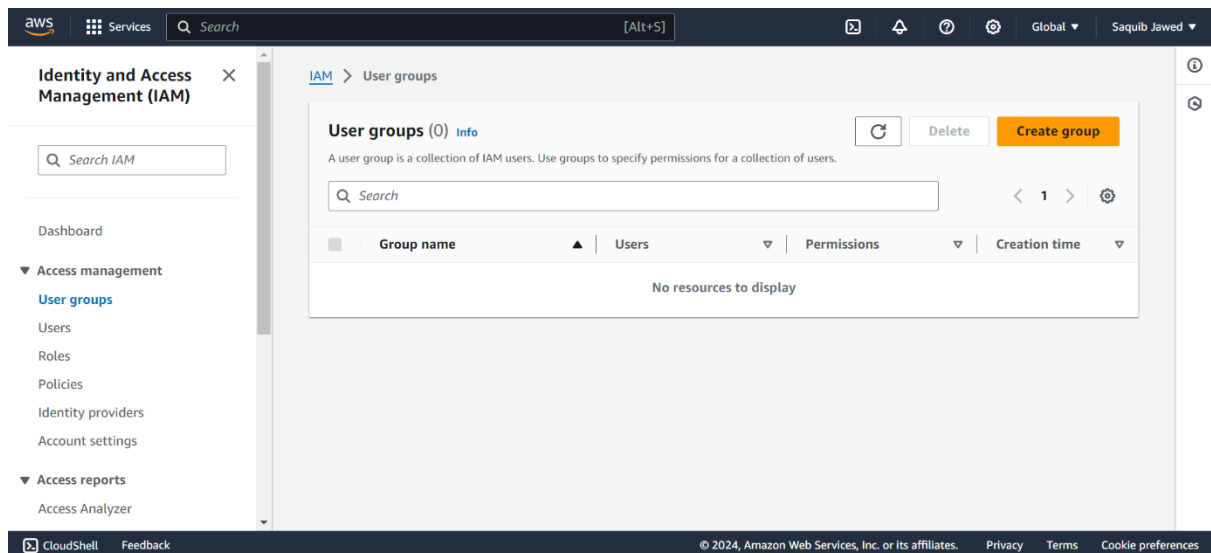 aws Services Search [Alt+S] Global Saquib Jawed
Identity and Access
Management (IAM)
Search IAM
Dashboard
Access management
User groups
Users
Roles
Policies
Identity providers
Account settings
Access reports
Access Analyzer
IAM > User groups
User groups (0) Info
Delete
Create group
A user group is a collection of IAM users. Use groups to specify permissions for a collection of users.
Search
1
Group name Users Permissions Creation time
No resources to display
CloudShell Feedback © 2024, Amazon Web Services, Inc. or its affiliates. Privacy Terms Cookie preferences